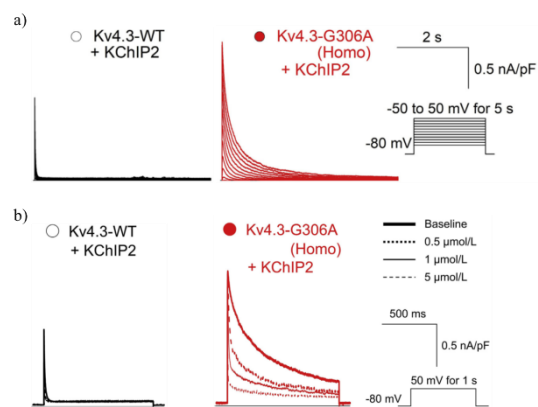 a)
Kv4.3-WT
+ KChIP2
Kv4.3-G306A
(Homo)
+ KChIP2
2 s
0.5 nA/pF
-50 to 50 mV for 5 s
-80 mV
b)
Kv4.3-WT
+ KChIP2
Kv4.3-G306A
(Homo)
+ KChIP2
Baseline
0.5 μmol/L
1 μmol/L
5 μmol/L
500 ms
0.5 nA/pF
50 mV for 1 s
-80 mV